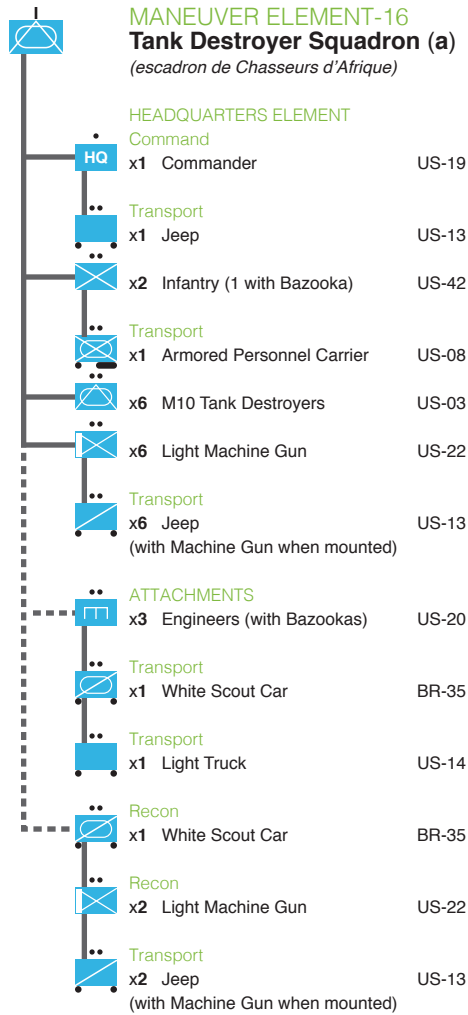 MANEUVER ELEMENT-16
Tank Destroyer Squadron (a)
(escadron de Chasseurs d'Afrique)
HEADQUARTERS ELEMENT
Command
HQ x1 Commander US-19
Transport
x1 Jeep US-13
x2 Infantry (1 with Bazooka) US-42
Transport
x1 Armored Personnel Carrier US-08
x6 M10 Tank Destroyers US-03
x6 Light Machine Gun US-22
Transport
x6 Jeep US-13
(with Machine Gun when mounted)
ATTACHMENTS
x3 Engineers (with Bazookas) US-20
Transport
x1 White Scout Car BR-35
Transport
x1 Light Truck US-14
Recon
x1 White Scout Car BR-35
Recon
x2 Light Machine Gun US-22
Transport
x2 Jeep US-13
(with Machine Gun when mounted)